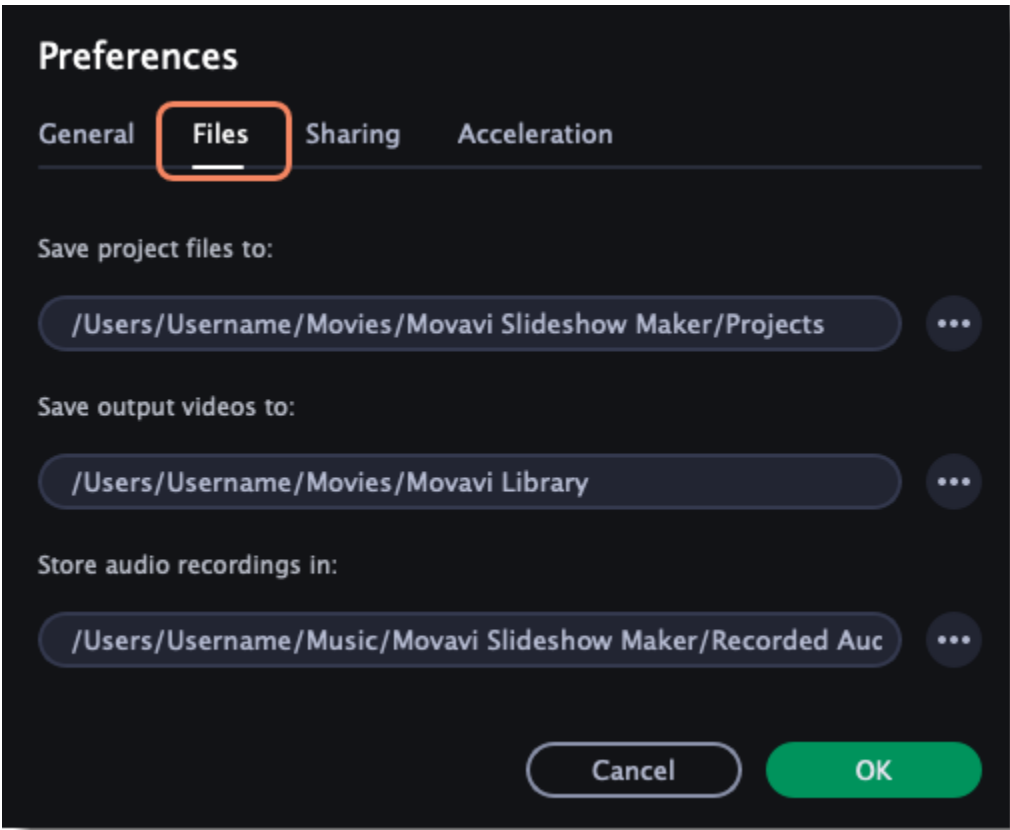 Preferences
General Files Sharing Acceleration
Save project files to:
/Users/Username/Movies/Movavi Slideshow Maker/Projects •••
Save output videos to:
/Users/Username/Movies/Movavi Library •••
Store audio recordings in:
/Users/Username/Music/Movavi Slideshow Maker/Recorded Auc •••
Cancel OK